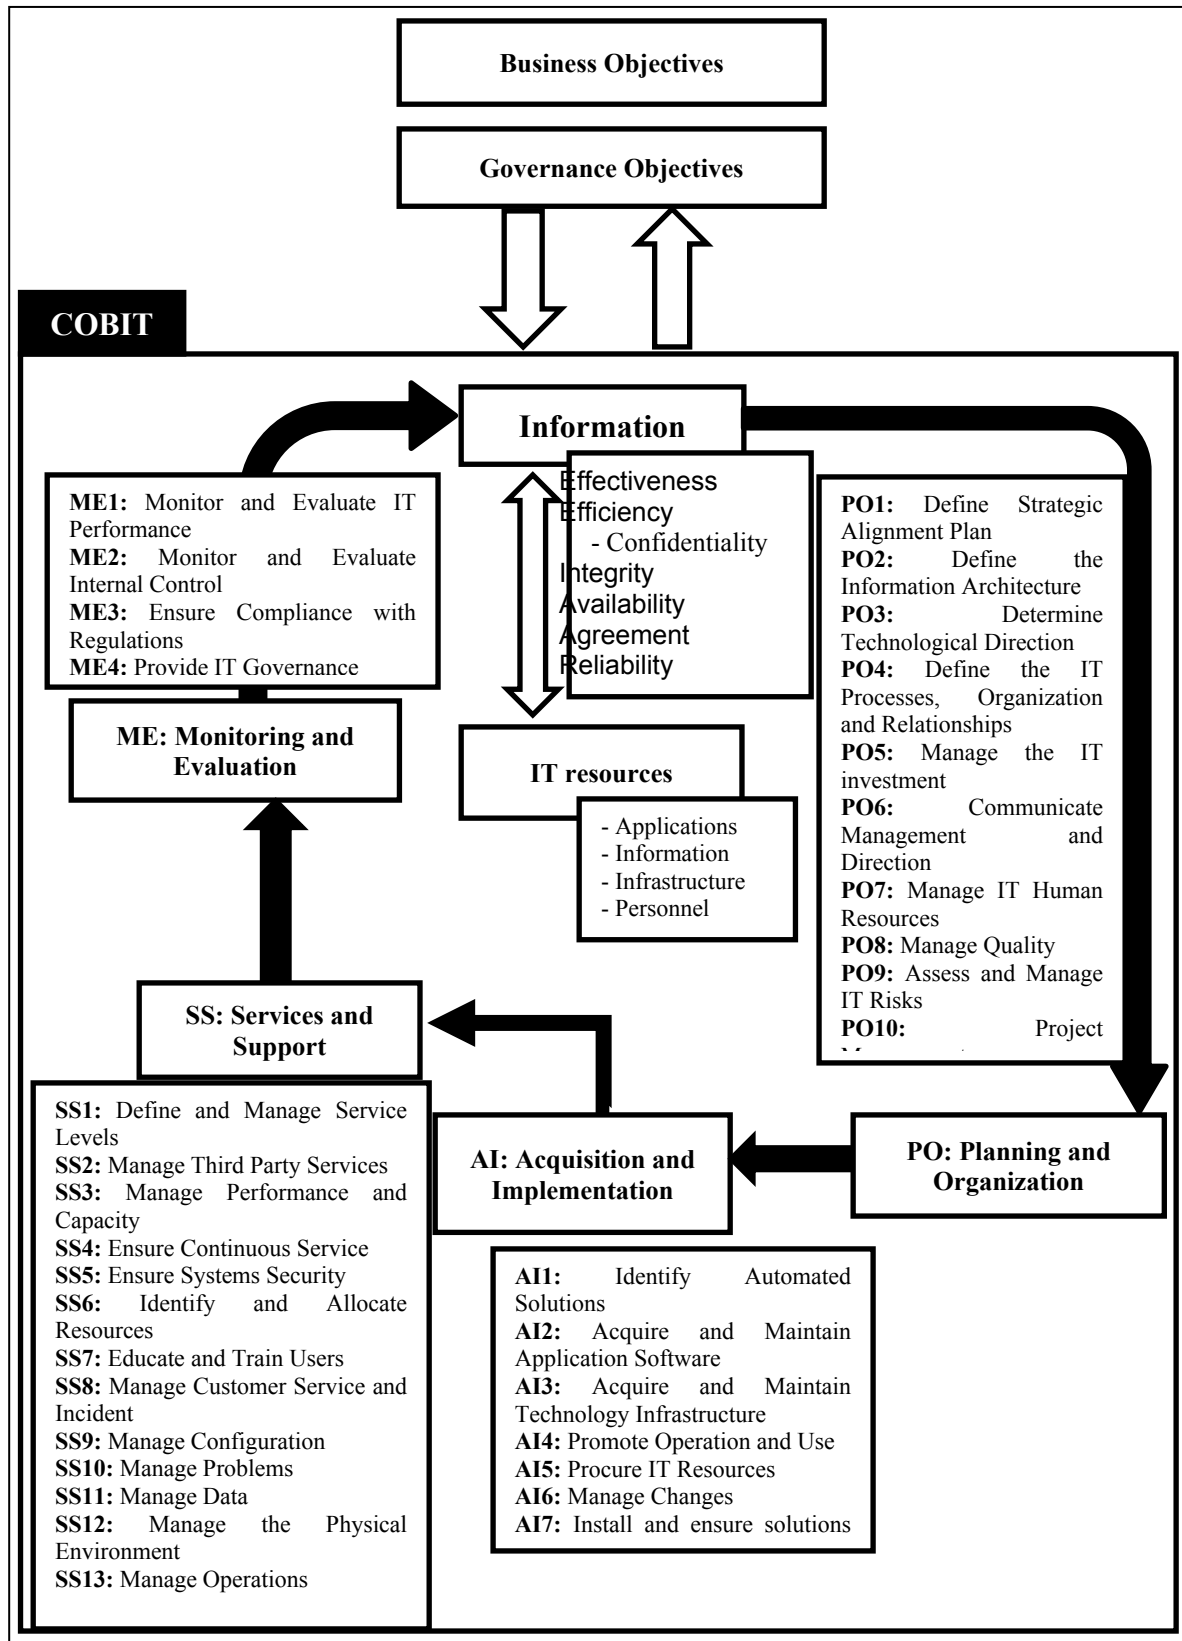 Business Objectives
Governance Objectives
COBIT
Information
Effectiveness
Efficiency
- Confidentiality
Integrity
Availability
Agreement
Reliability
ME1: Monitor and Evaluate IT
Performance
ME2: Monitor and Evaluate
Internal Control
ME3: Ensure Compliance with
Regulations
ME4: Provide IT Governance
ME: Monitoring and
Evaluation
IT resources
- Applications
- Information
- Infrastructure
- Personnel
PO1: Define Strategic
Alignment Plan
PO2: Define the
Information Architecture
PO3: Determine
Technological Direction
PO4: Define the IT
Processes, Organization
and Relationships
PO5: Manage the IT
investment
PO6: Communicate
Management and
Direction
PO7: Manage IT Human
Resources
PO8: Manage Quality
PO9: Assess and Manage
IT Risks
PO10: Project
SS: Services and
Support
SS1: Define and Manage Service
Levels
SS2: Manage Third Party Services
SS3: Manage Performance and
Capacity
SS4: Ensure Continuous Service
SS5: Ensure Systems Security
SS6: Identify and Allocate
Resources
SS7: Educate and Train Users
SS8: Manage Customer Service and
Incident
SS9: Manage Configuration
SS10: Manage Problems
SS11: Manage Data
SS12: Manage the Physical
Environment
SS13: Manage Operations
AI: Acquisition and
Implementation
PO: Planning and
Organization
AI1: Identify Automated
Solutions
AI2: Acquire and Maintain
Application Software
AI3: Acquire and Maintain
Technology Infrastructure
AI4: Promote Operation and Use
AI5: Procure IT Resources
AI6: Manage Changes
AI7: Install and ensure solutions